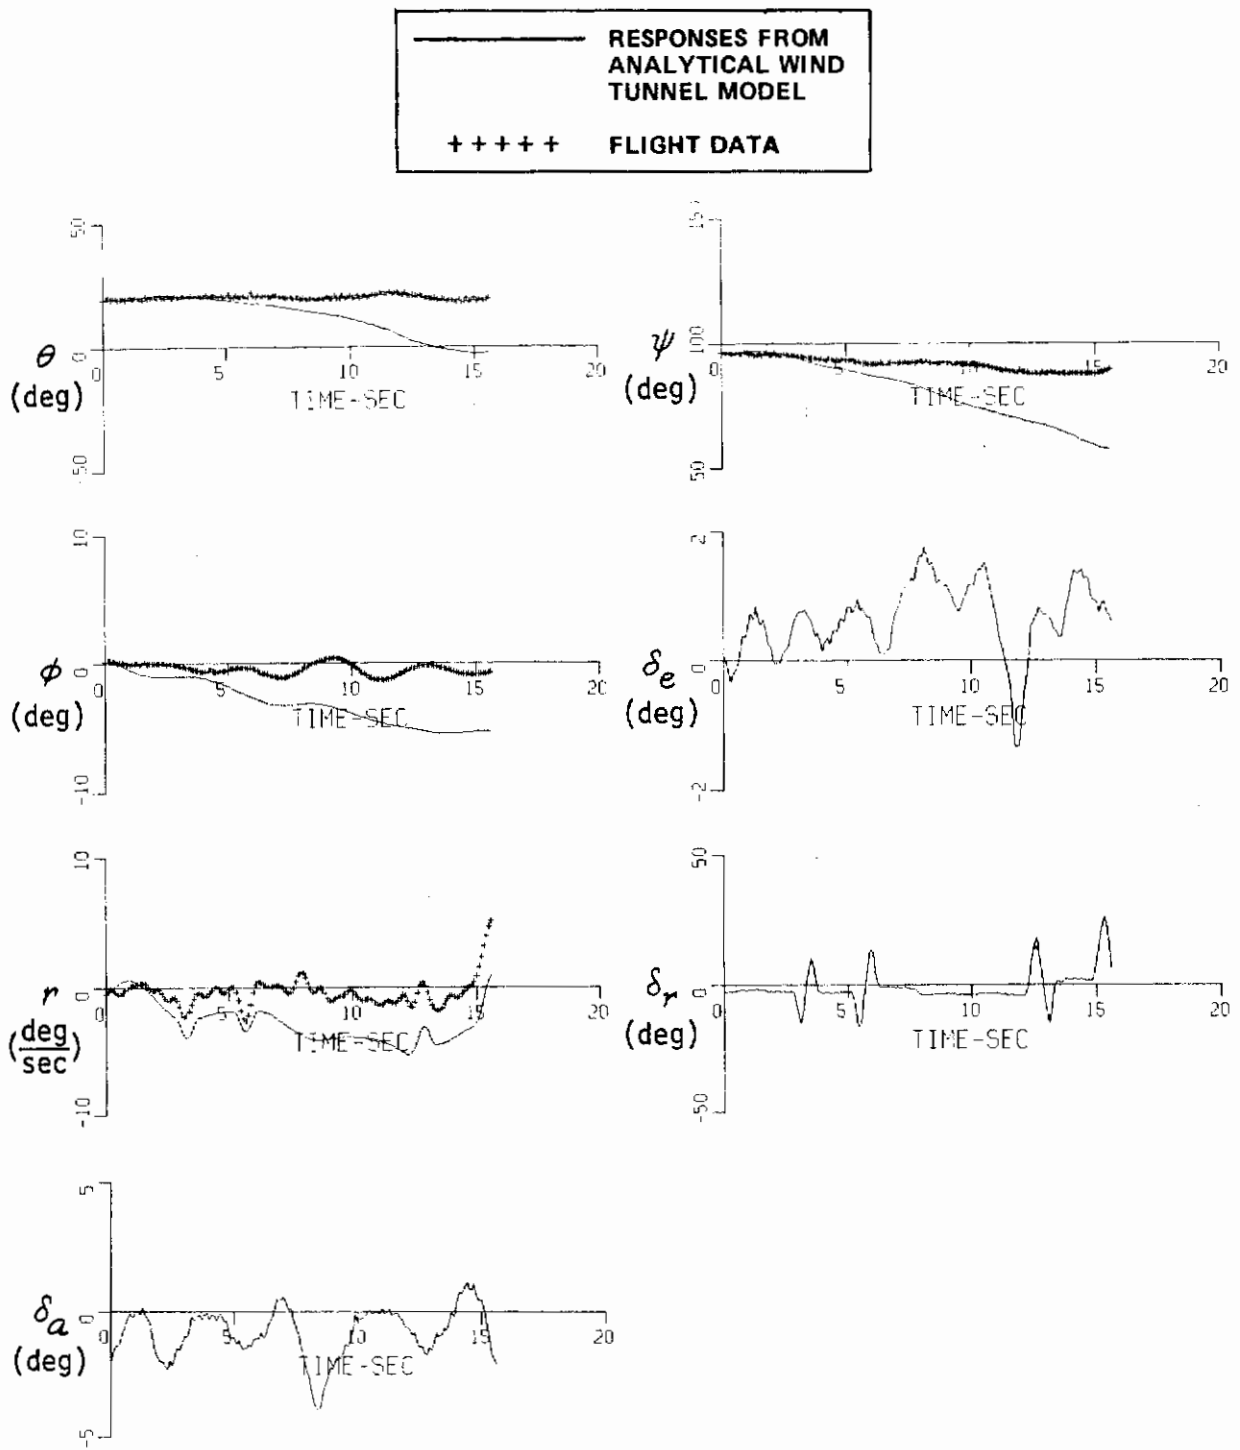 RESPONSES FROM
ANALYTICAL WIND
TUNNEL MODEL
+++++ FLIGHT DATA
50
θ
(deg)
0
0 5 10 15 20
TIME-SEC
-50
150
ψ
(deg)
100
0 5 10 15 20
TIME-SEC
50
10
ϕ
(deg)
0
0 5 10 15 20
TIME-SEC
-10
2
δe
(deg)
0
0 5 10 15 20
TIME-SEC
-2
10
r
(deg/sec)
0
0 5 10 15 20
TIME-SEC
-10
50
δr
(deg)
0
0 5 10 15 20
TIME-SEC
-50
5
δa
(deg)
0
0 5 10 15 20
TIME-SEC
-5